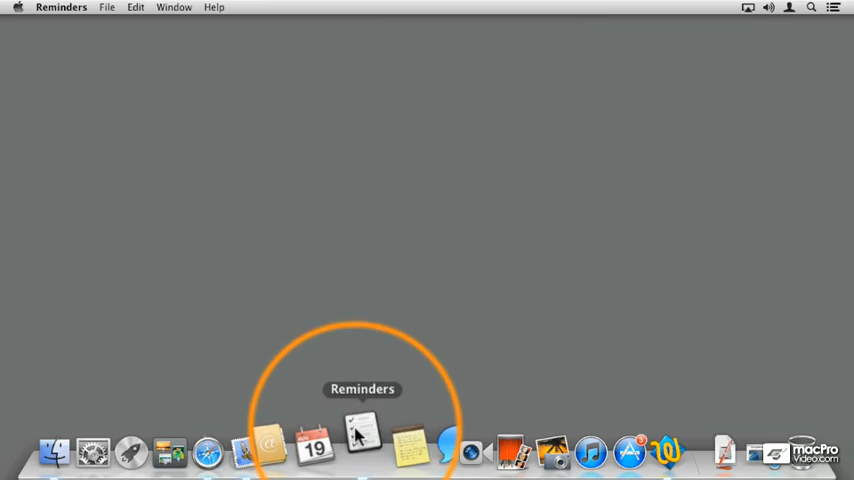 Reminders File Edit Window Help
Reminders
@
19
3
macPro
Video.com